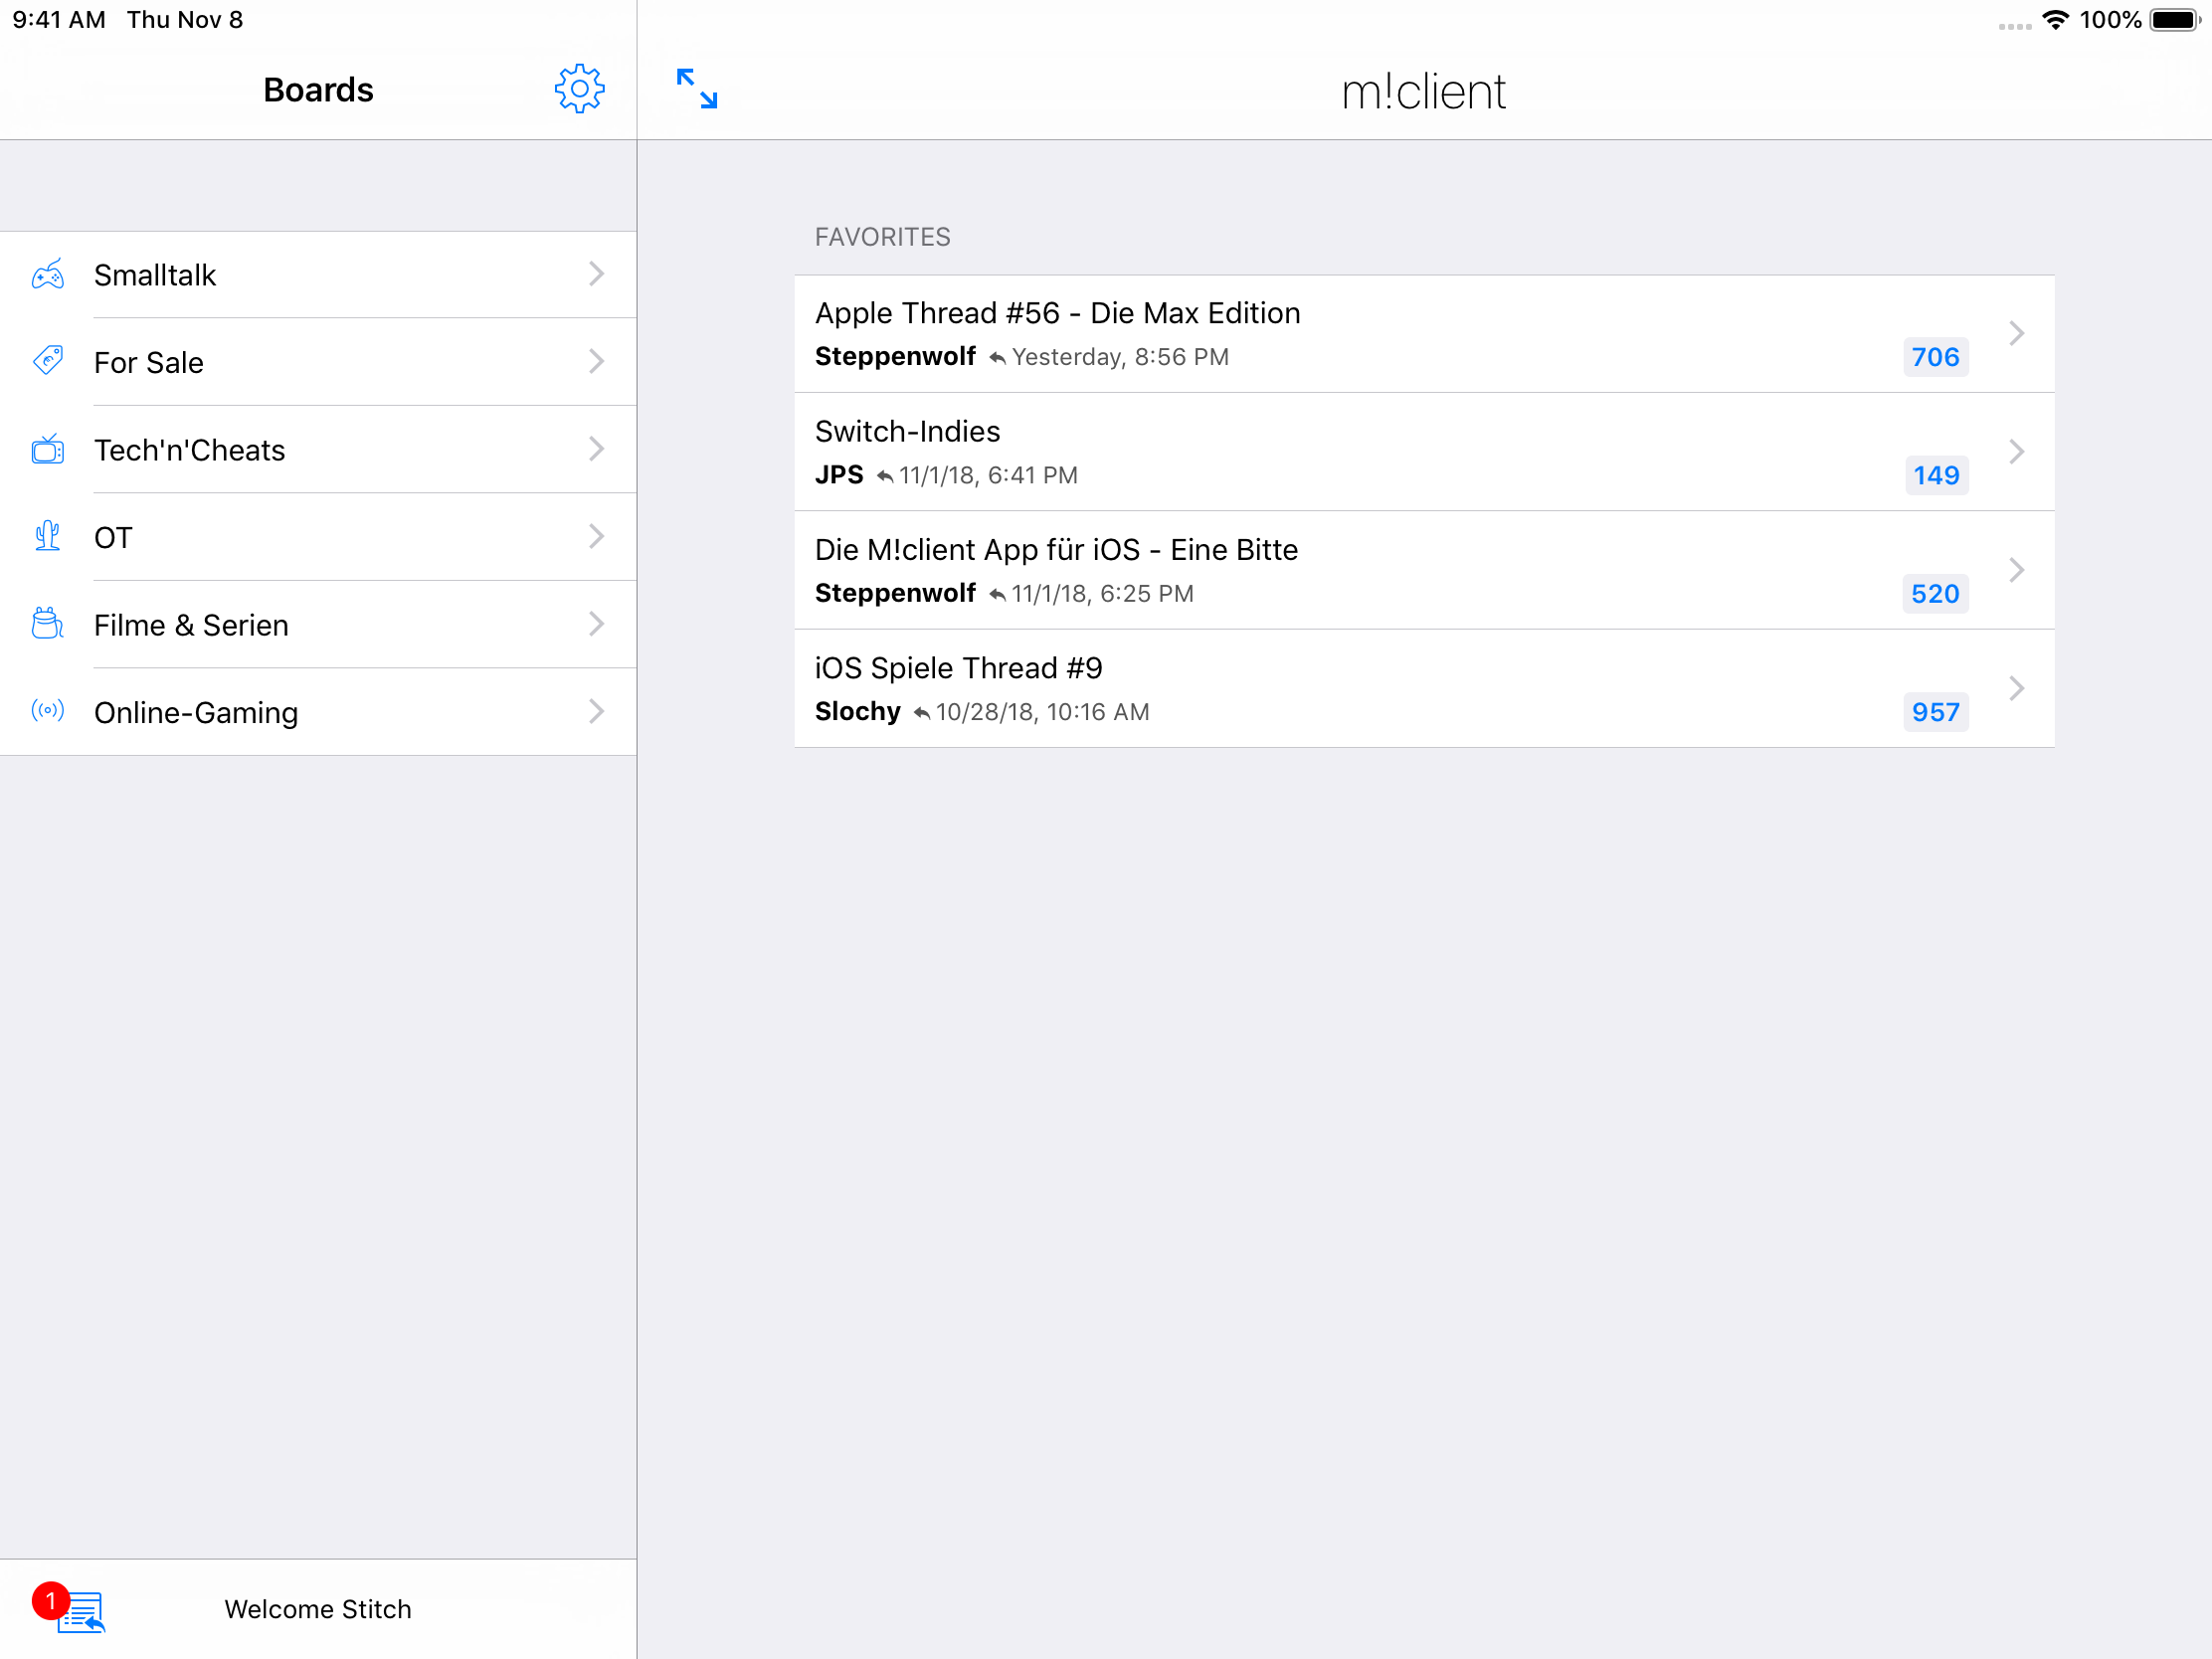 9:41 AM Thu Nov 8
100%
Boards
m!client
Smalltalk
For Sale
Tech'n'Cheats
OT
Filme & Serien
Online-Gaming
1
Welcome Stitch
FAVORITES
Apple Thread #56 - Die Max Edition
Steppenwolf Yesterday, 8:56 PM
706
Switch-Indies
JPS 11/1/18, 6:41 PM
149
Die M!client App für iOS - Eine Bitte
Steppenwolf 11/1/18, 6:25 PM
520
iOS Spiele Thread #9
Slochy 10/28/18, 10:16 AM
957